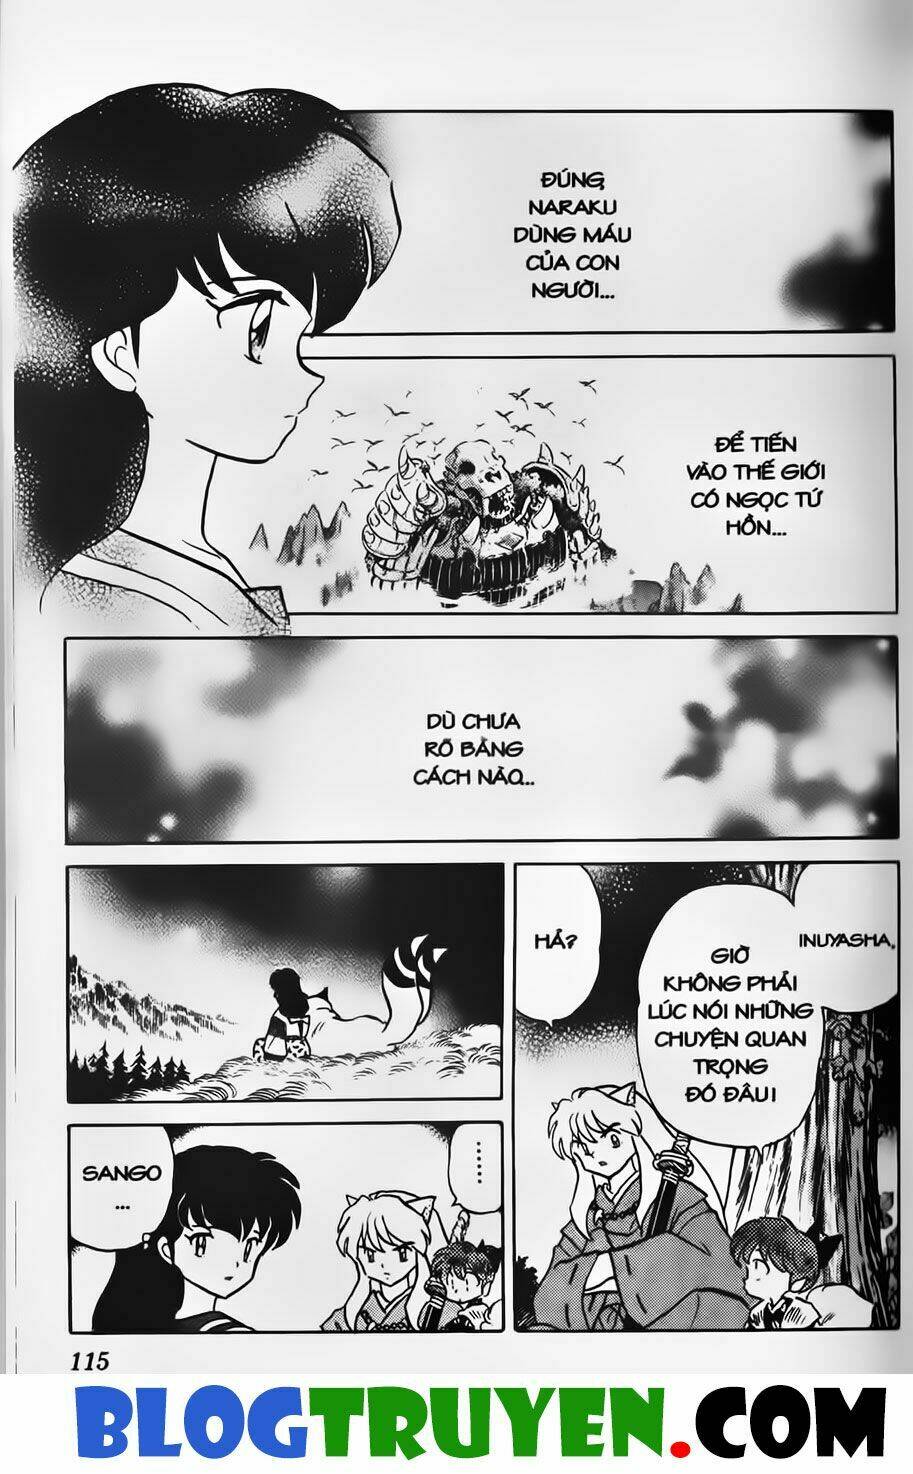 ĐÚNG,
NARAKU
DÙNG MÁU
CỦA CON
NGƯỜI...
ĐỂ TIẾN
VÀO THẾ GIỚI
CÓ NGỌC TỨ
HỒN...
DÙ CHƯA
RÕ BẰNG
CÁCH NÀO...
INUYASHA,
GIỜ
KHÔNG PHẢI
LÚC NÓI NHỮNG
CHUYỆN QUAN
TRỌNG
ĐÓ ĐÂU!
HẢ?
SANGO
...
........
115
BLOGTRUYEN.COM